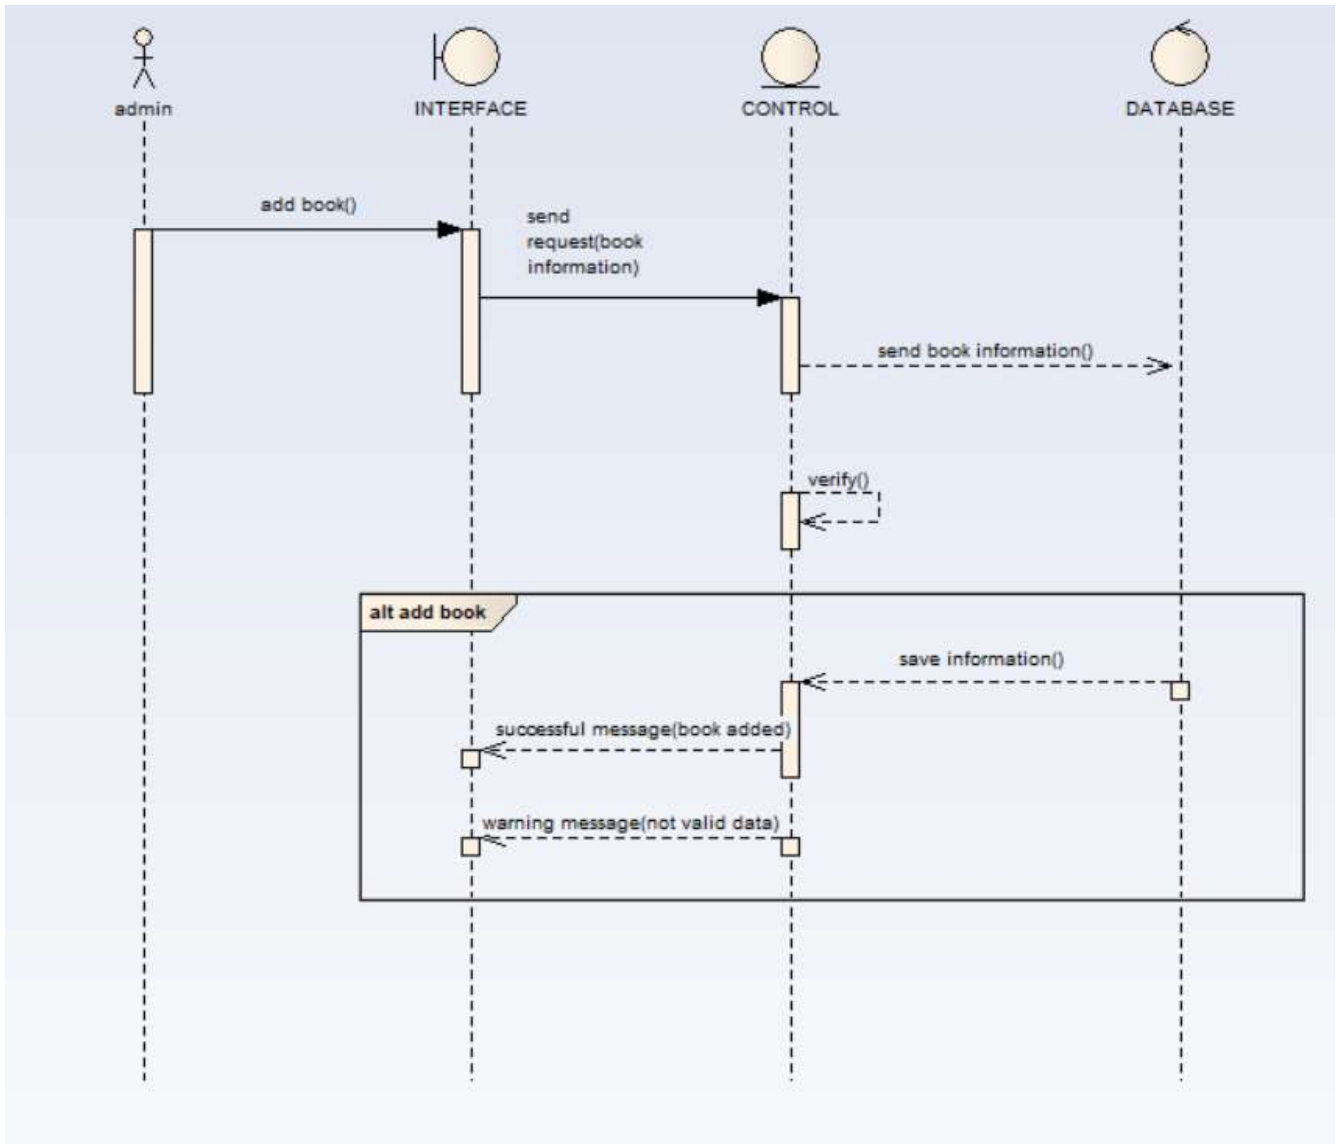 admin
INTERFACE
CONTROL
DATABASE
add book()
send
request(book
information)
send book information()
verify()
alt add book
save information()
successful message(book added)
warning message(not valid data)